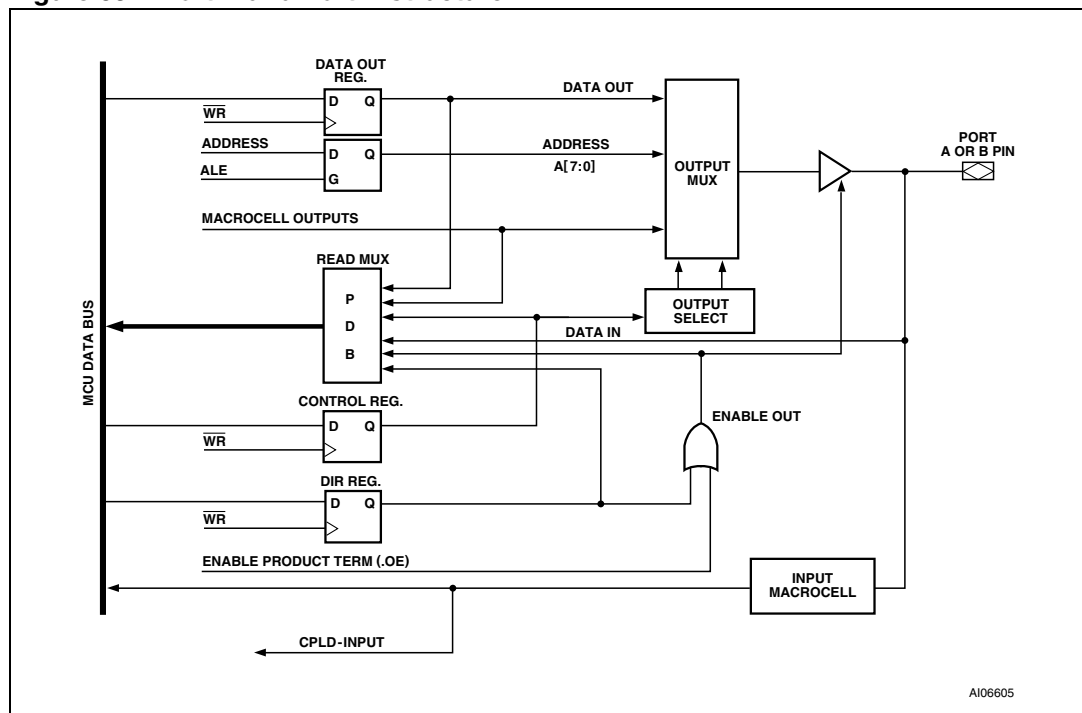 DATA OUT
REG.
D Q
WR
DATA OUT
ADDRESS
D Q
ALE
G
ADDRESS
A[7:0]
OUTPUT
MUX
PORT
A OR B PIN
MACROCELL OUTPUTS
READ MUX
P
D
B
OUTPUT
SELECT
DATA IN
MCU DATA BUS
CONTROL REG.
D Q
WR
ENABLE OUT
DIR REG.
D Q
WR
ENABLE PRODUCT TERM (.OE)
INPUT
MACROCELL
CPLD-INPUT
AI06605